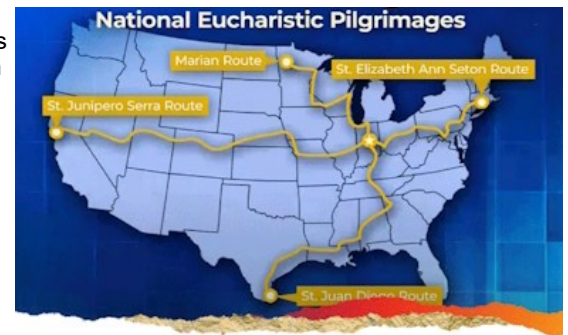 National Eucharistic Pilgrimages
Marian Route
St. Elizabeth Ann Seton Route
St. Junipero Serra Route
St. Juan Diego Route